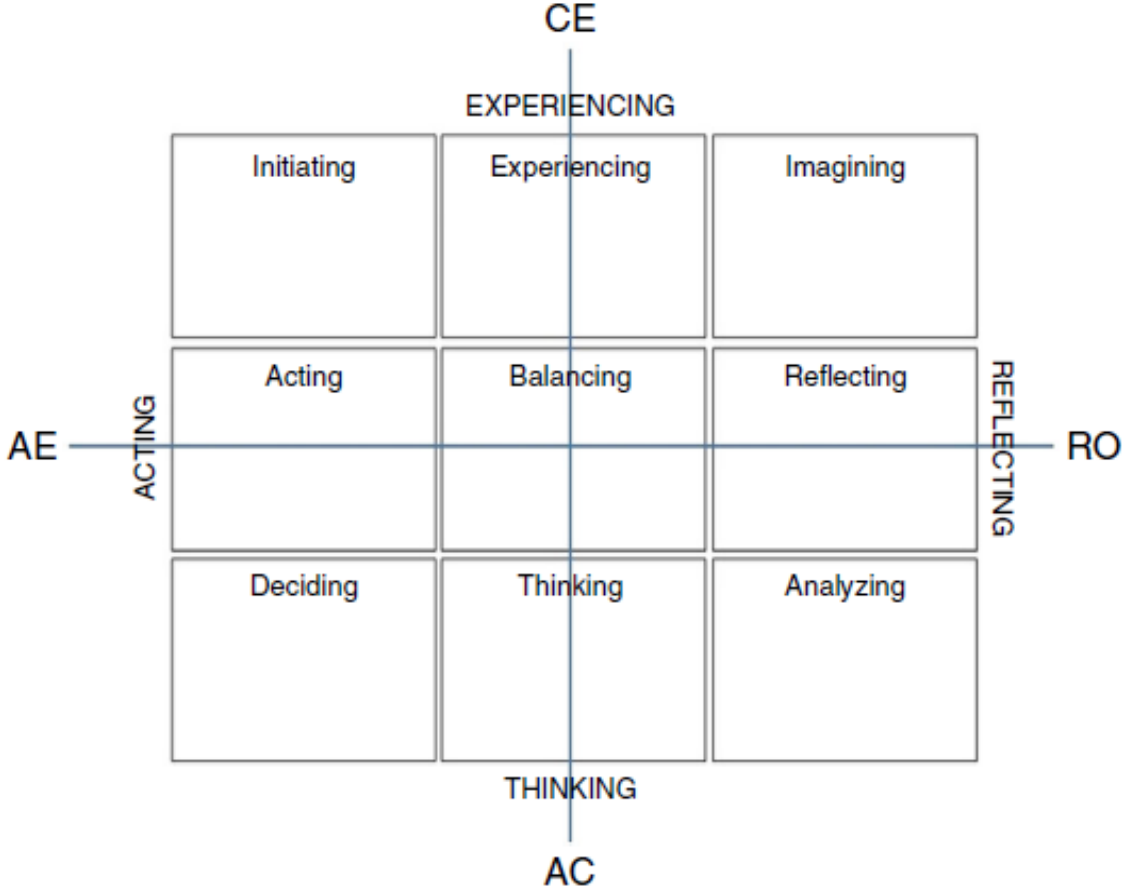 CE
EXPERIENCING
Initiating
Experiencing
Imagining
Acting
Balancing
Reflecting
AE
ACTING
REFLECTING
RO
Deciding
Thinking
Analyzing
THINKING
AC